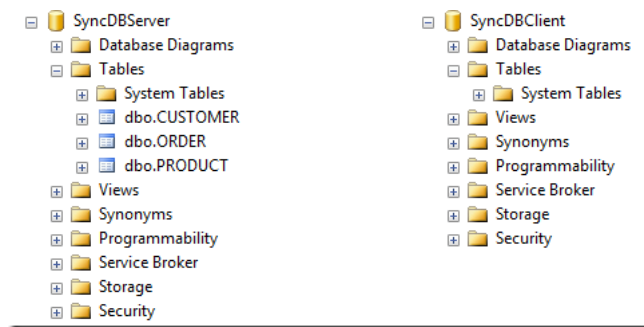 SyncDBServer
Database Diagrams
Tables
System Tables
dbo.CUSTOMER
dbo.ORDER
dbo.PRODUCT
Views
Synonyms
Programmability
Service Broker
Storage
Security
SyncDBClient
Database Diagrams
Tables
System Tables
Views
Synonyms
Programmability
Service Broker
Storage
Security